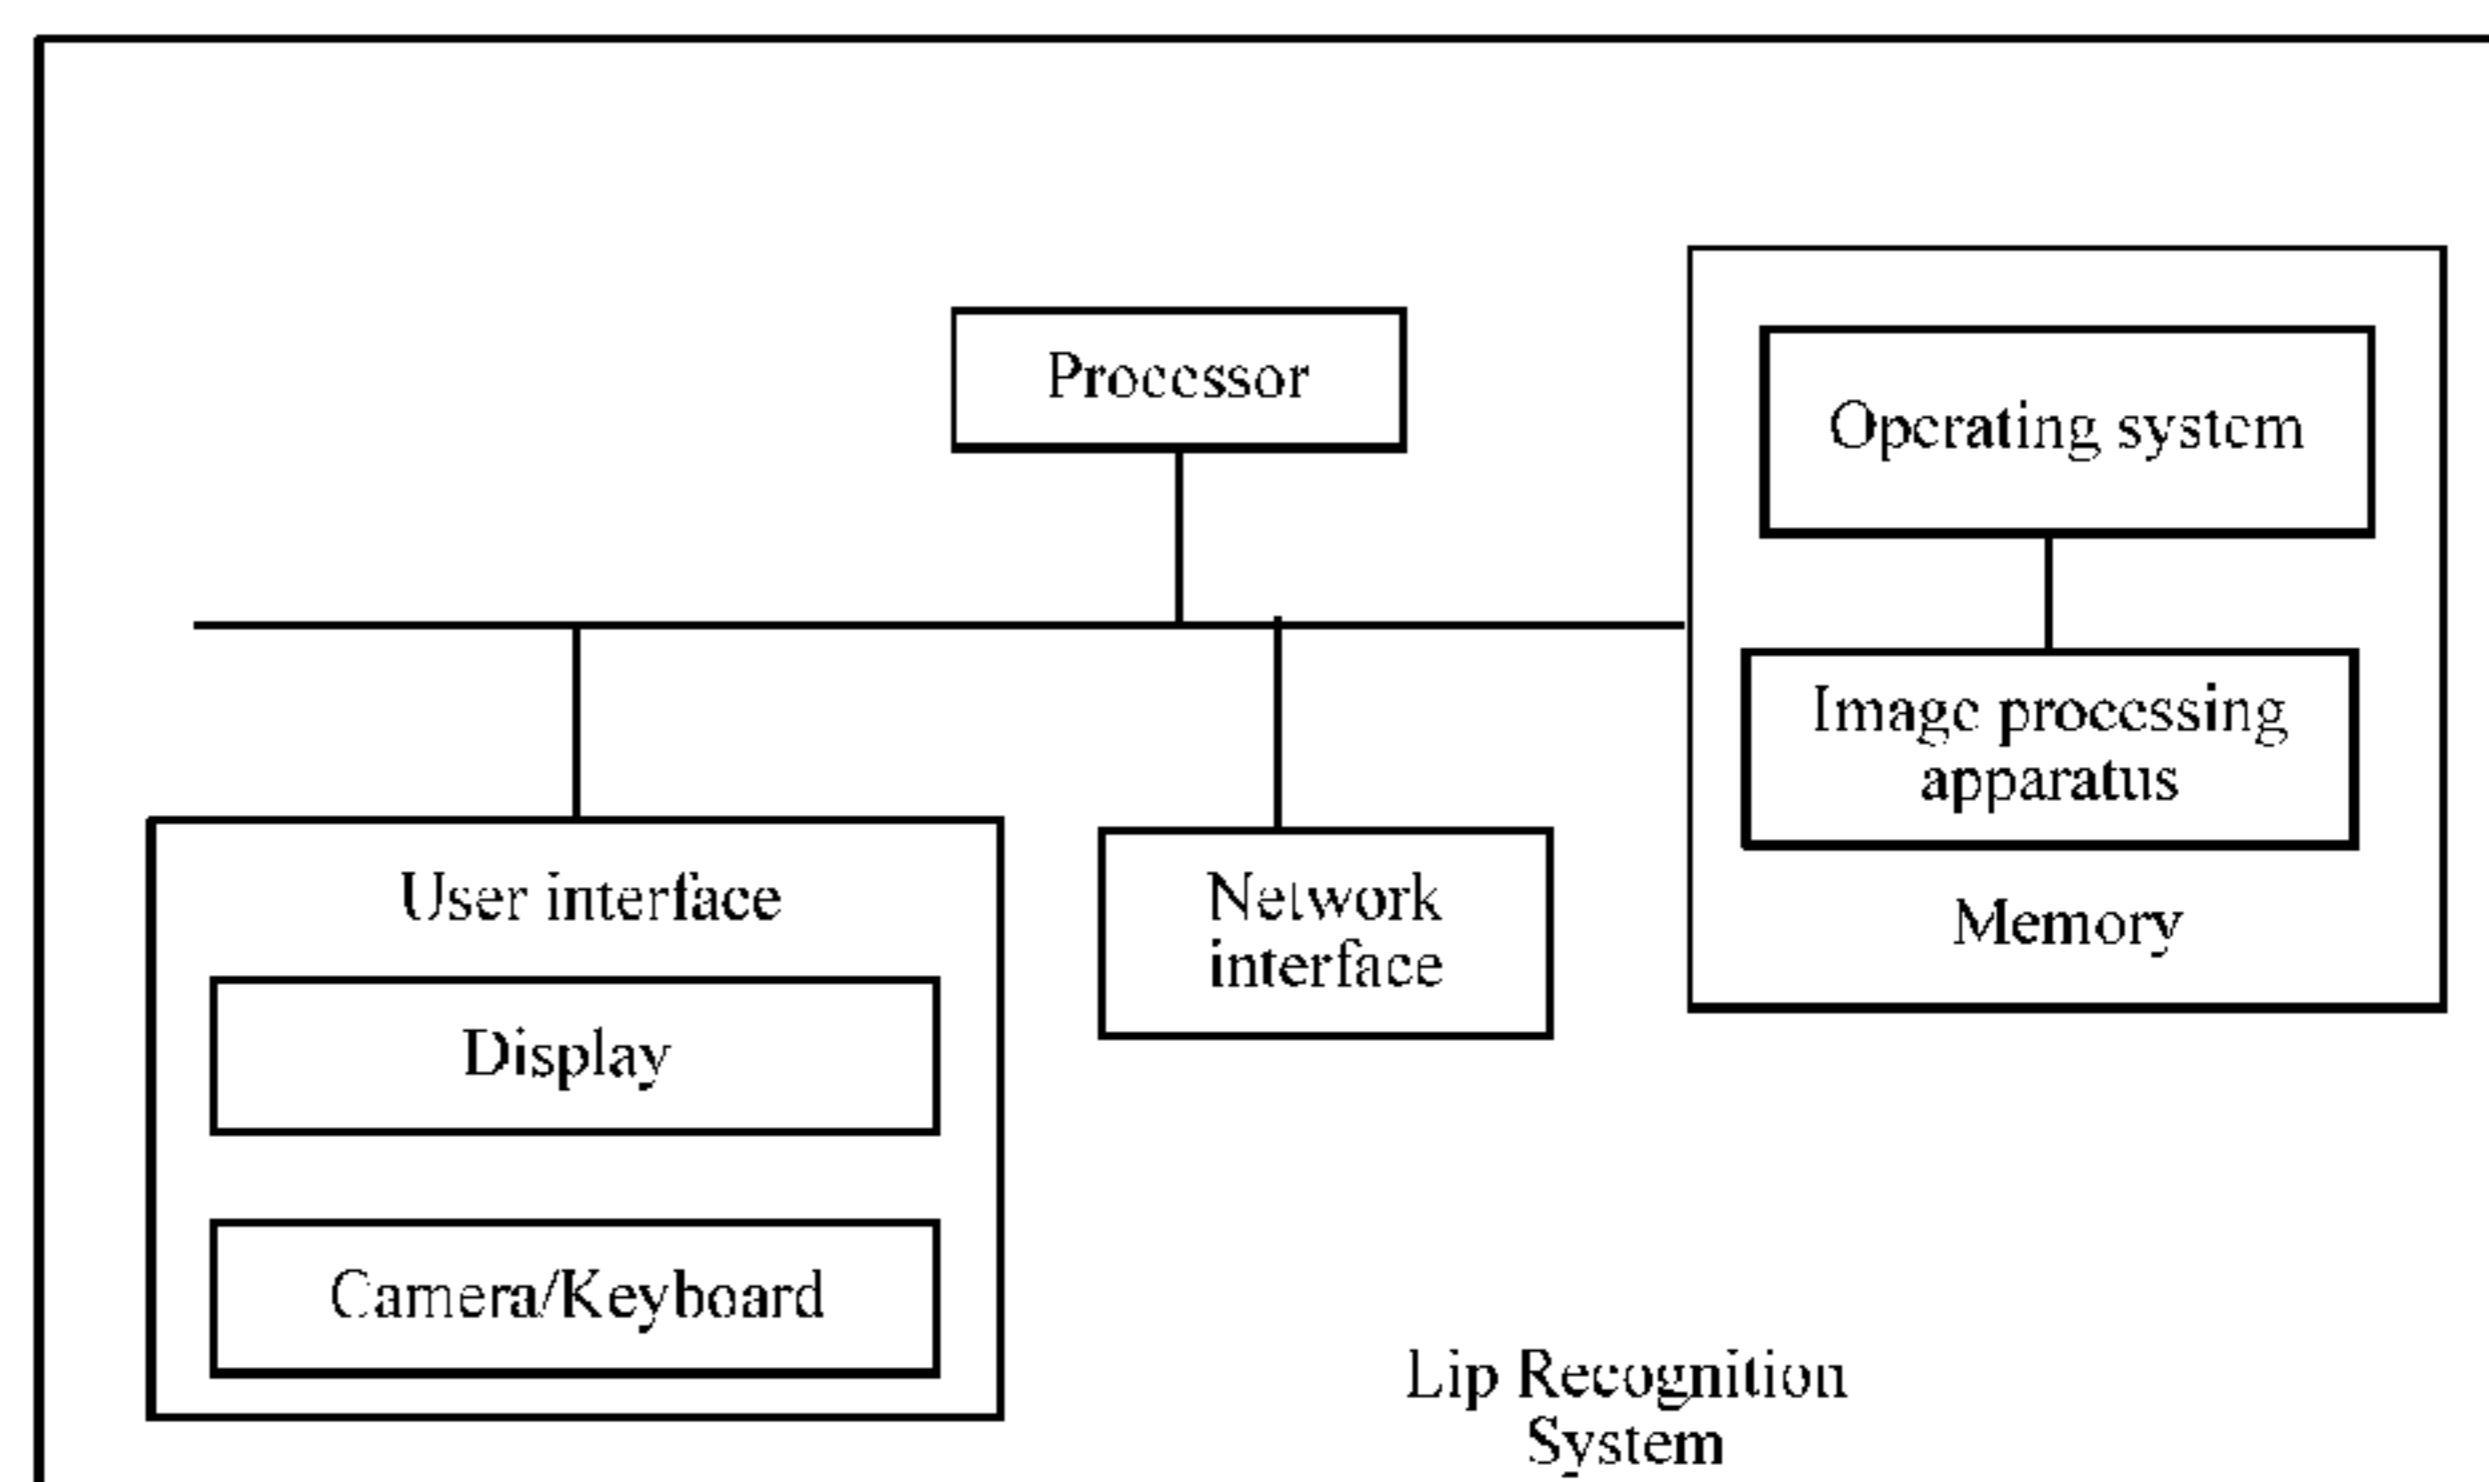 Processor
Operating system
Image processing
apparatus
Memory
User interface
Display
Camera/Keyboard
Network
interface
Lip Recognition
System